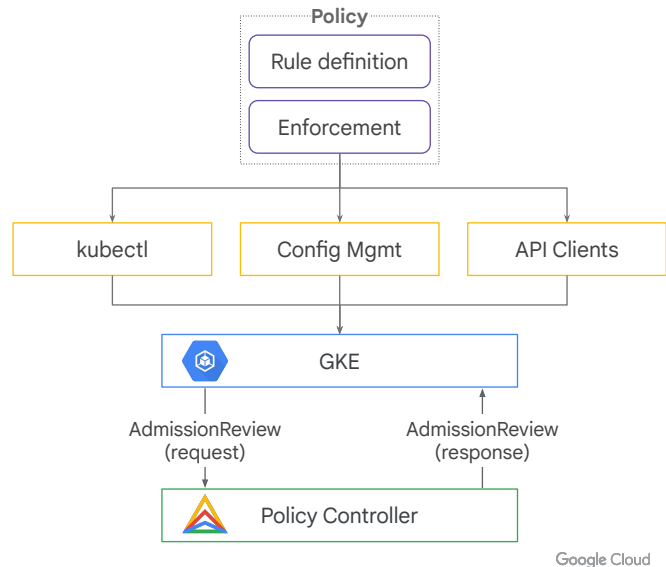 Policy
Rule definition
Enforcement
kubectl
Config Mgmt
API Clients
GKE
AdmissionReview
(request)
AdmissionReview
(response)
Policy Controller
Google Cloud